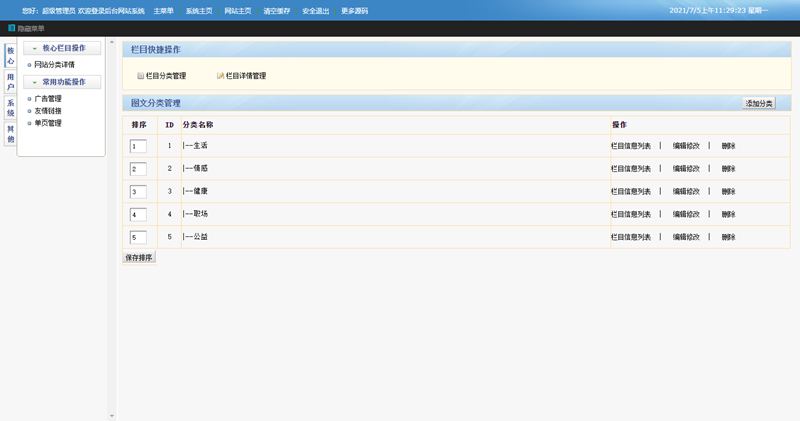 您好：超级管理员 欢迎登录后台网站系统 主菜单 系统主页 网站主页 清空缓存 安全退出 更多源码 2021/7/5上午11:29:23 星期一
隐藏菜单
核心
用户
系统
其他
核心栏目操作
网站分类详情
常用功能操作
广告管理
友情链接
单页管理
栏目快捷操作
栏目分类管理 栏目详情管理
图文分类管理 添加分类
排序 ID 分类名称 操作
1 1 |--生活 栏目信息列表 | 编辑修改 | 删除
2 2 |--情感 栏目信息列表 | 编辑修改 | 删除
3 3 |--健康 栏目信息列表 | 编辑修改 | 删除
4 4 |--职场 栏目信息列表 | 编辑修改 | 删除
5 5 |--公益 栏目信息列表 | 编辑修改 | 删除
保存排序